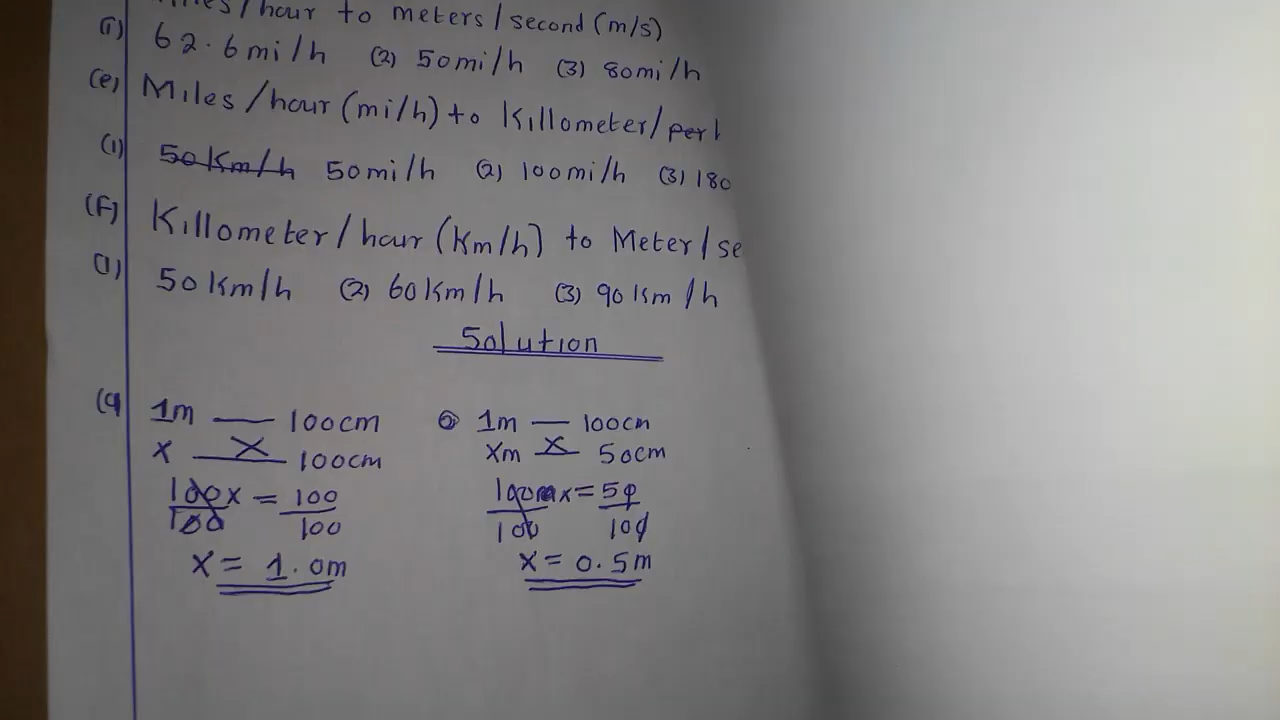 /hour to meters/second (m/s)
(1) 62.6mi/h (2) 50mi/h (3) 80mi/h
(e) Miles/hour (mi/h) to Killometer/per
(1) 50Km/h 50mi/h (2) 100mi/h (3) 180
(F) Killometer/hour (Km/h) to Meter/se
(1) 50Km/h (2) 60Km/h (3) 90Km/h
Solution
1m — 100cm 1m — 100cm
x — 100cm xm — 50cm
100x = 100 100x = 50
100 100 100 100
x = 1.0m x = 0.5m